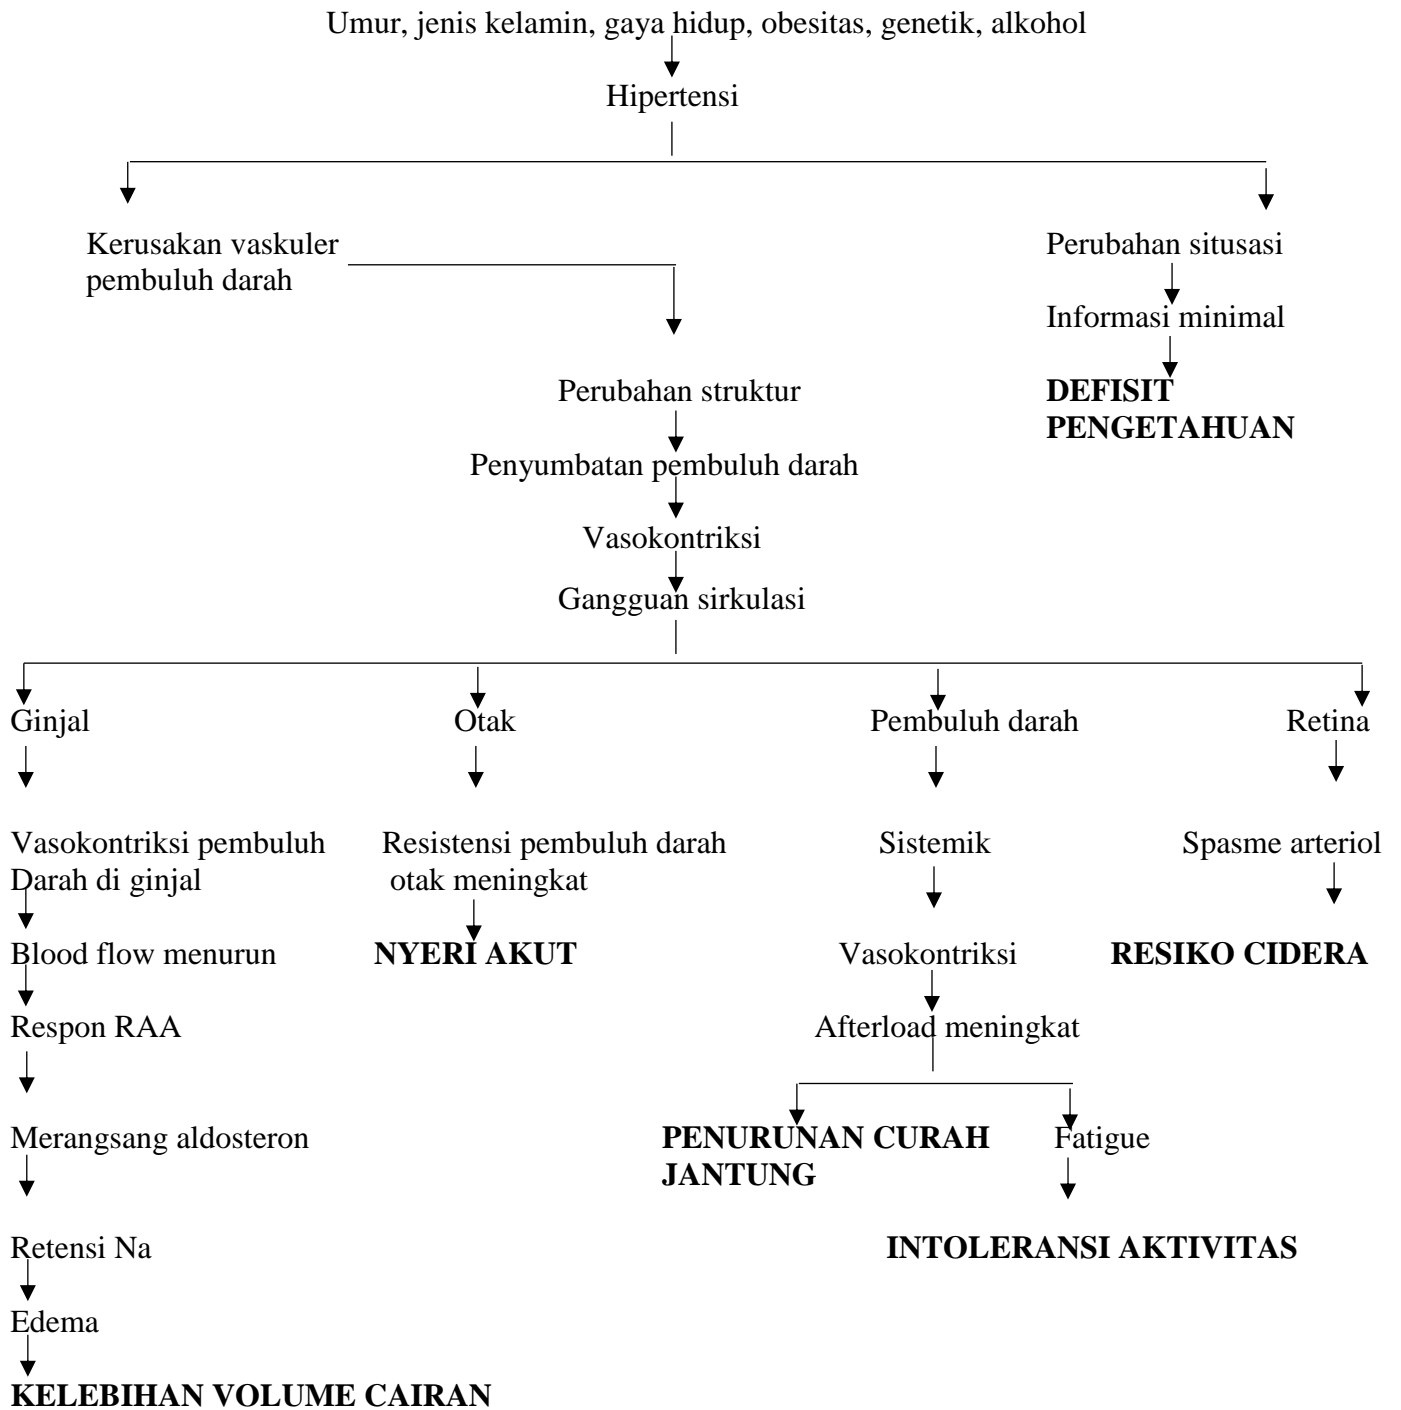 Umur, jenis kelamin, gaya hidup, obesitas, genetik, alkohol
Hipertensi
Kerusakan vaskuler
pembuluh darah
Perubahan situsasi
Informasi minimal
DEFISIT
PENGETAHUAN
Perubahan struktur
Penyumbatan pembuluh darah
Vasokontriksi
Gangguan sirkulasi
Ginjal
Otak
Pembuluh darah
Retina
Vasokontriksi pembuluh
Darah di ginjal
Resistensi pembuluh darah
otak meningkat
Sistemik
Spasme arteriol
Blood flow menurun
NYERI AKUT
Vasokontriksi
RESIKO CIDERA
Respon RAA
Afterload meningkat
Merangsang aldosteron
PENURUNAN CURAH
JANTUNG
Fatigue
Retensi Na
INTOLERANSI AKTIVITAS
Edema
KELEBIHAN VOLUME CAIRAN